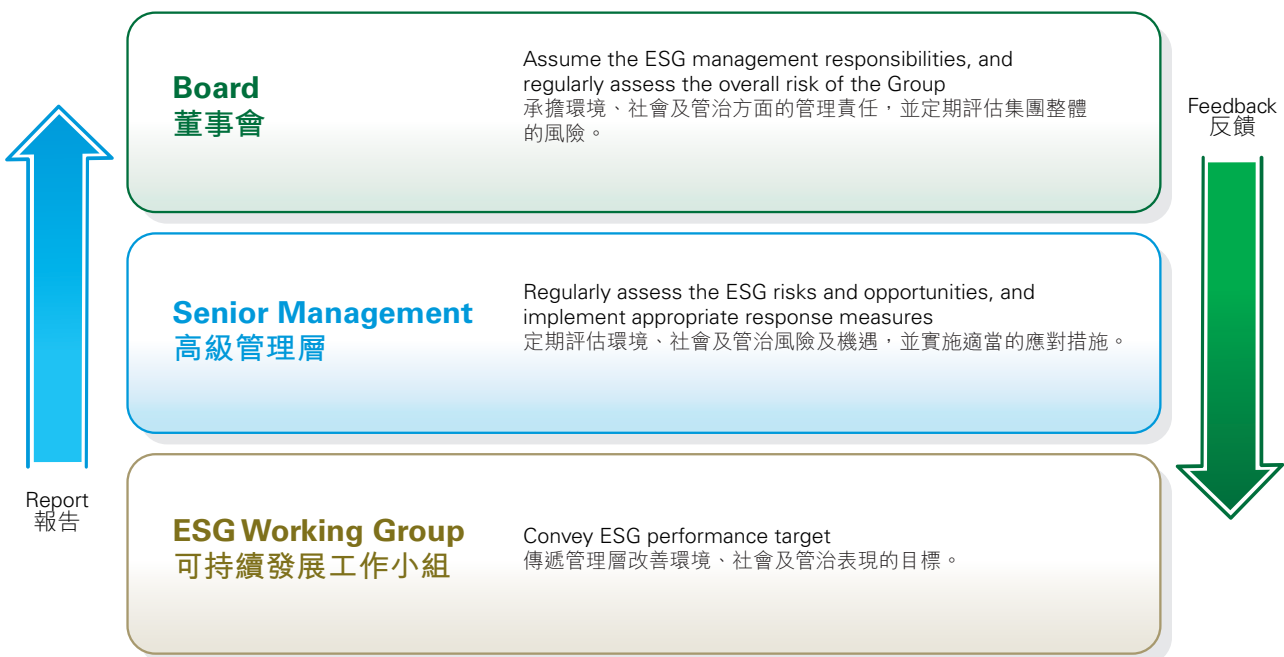 Board
董事會
Assume the ESG management responsibilities, and
regularly assess the overall risk of the Group
承擔環境、社會及管治方面的管理責任，並定期評估集團整體
的風險。
Feedback
反饋
Senior Management
高級管理層
Regularly assess the ESG risks and opportunities, and
implement appropriate response measures
定期評估環境、社會及管治風險及機遇，並實施適當的應對措施。
Report
報告
ESG Working Group
可持續發展工作小組
Convey ESG performance target
傳遞管理層改善環境、社會及管治表現的目標。